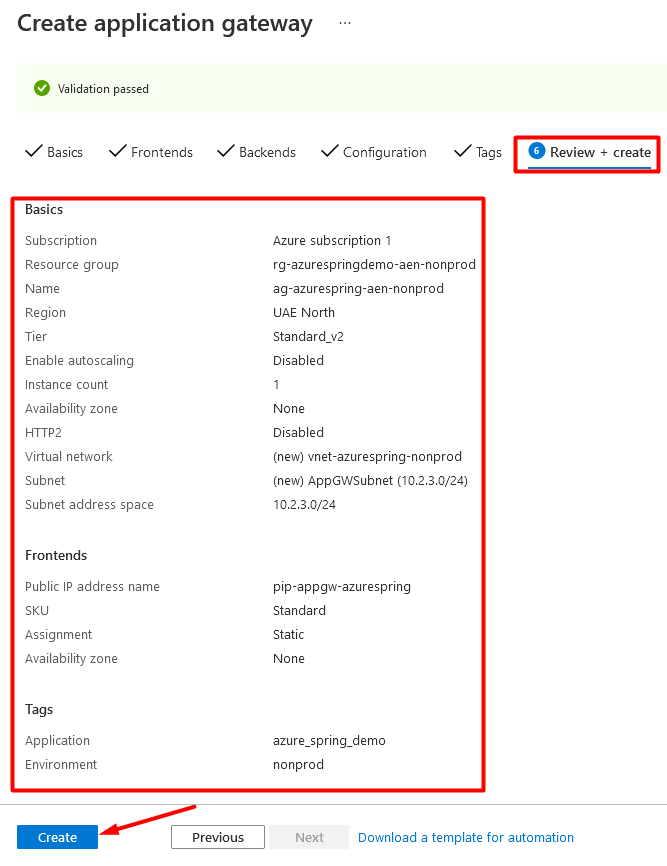 Create application gateway ...
Validation passed
Basics Frontends Backends Configuration Tags 6 Review + create
Basics
Subscription Azure subscription 1
Resource group rg-azurespringdemo-aen-nonprod
Name ag-azurespring-aen-nonprod
Region UAE North
Tier Standard_v2
Enable autoscaling Disabled
Instance count 1
Availability zone None
HTTP2 Disabled
Virtual network (new) vnet-azurespring-nonprod
Subnet (new) AppGWSubnet (10.2.3.0/24)
Subnet address space 10.2.3.0/24
Frontends
Public IP address name pip-appgw-azurespring
SKU Standard
Assignment Static
Availability zone None
Tags
Application azure_spring_demo
Environment nonprod
Create Previous Next Download a template for automation